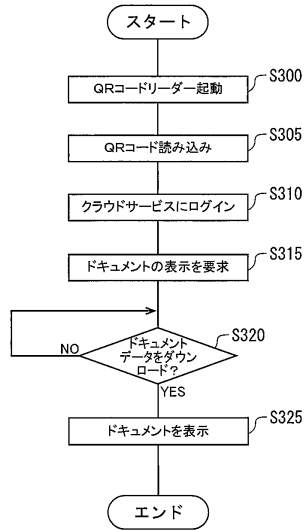 スタート
S300
QRコードリーダー起動
S305
QRコード読み込み
S310
クラウドサービスにログイン
S315
ドキュメントの表示を要求
S320
ドキュメント
データをダウン
ロード？
NO
YES
S325
ドキュメントを表示
エンド